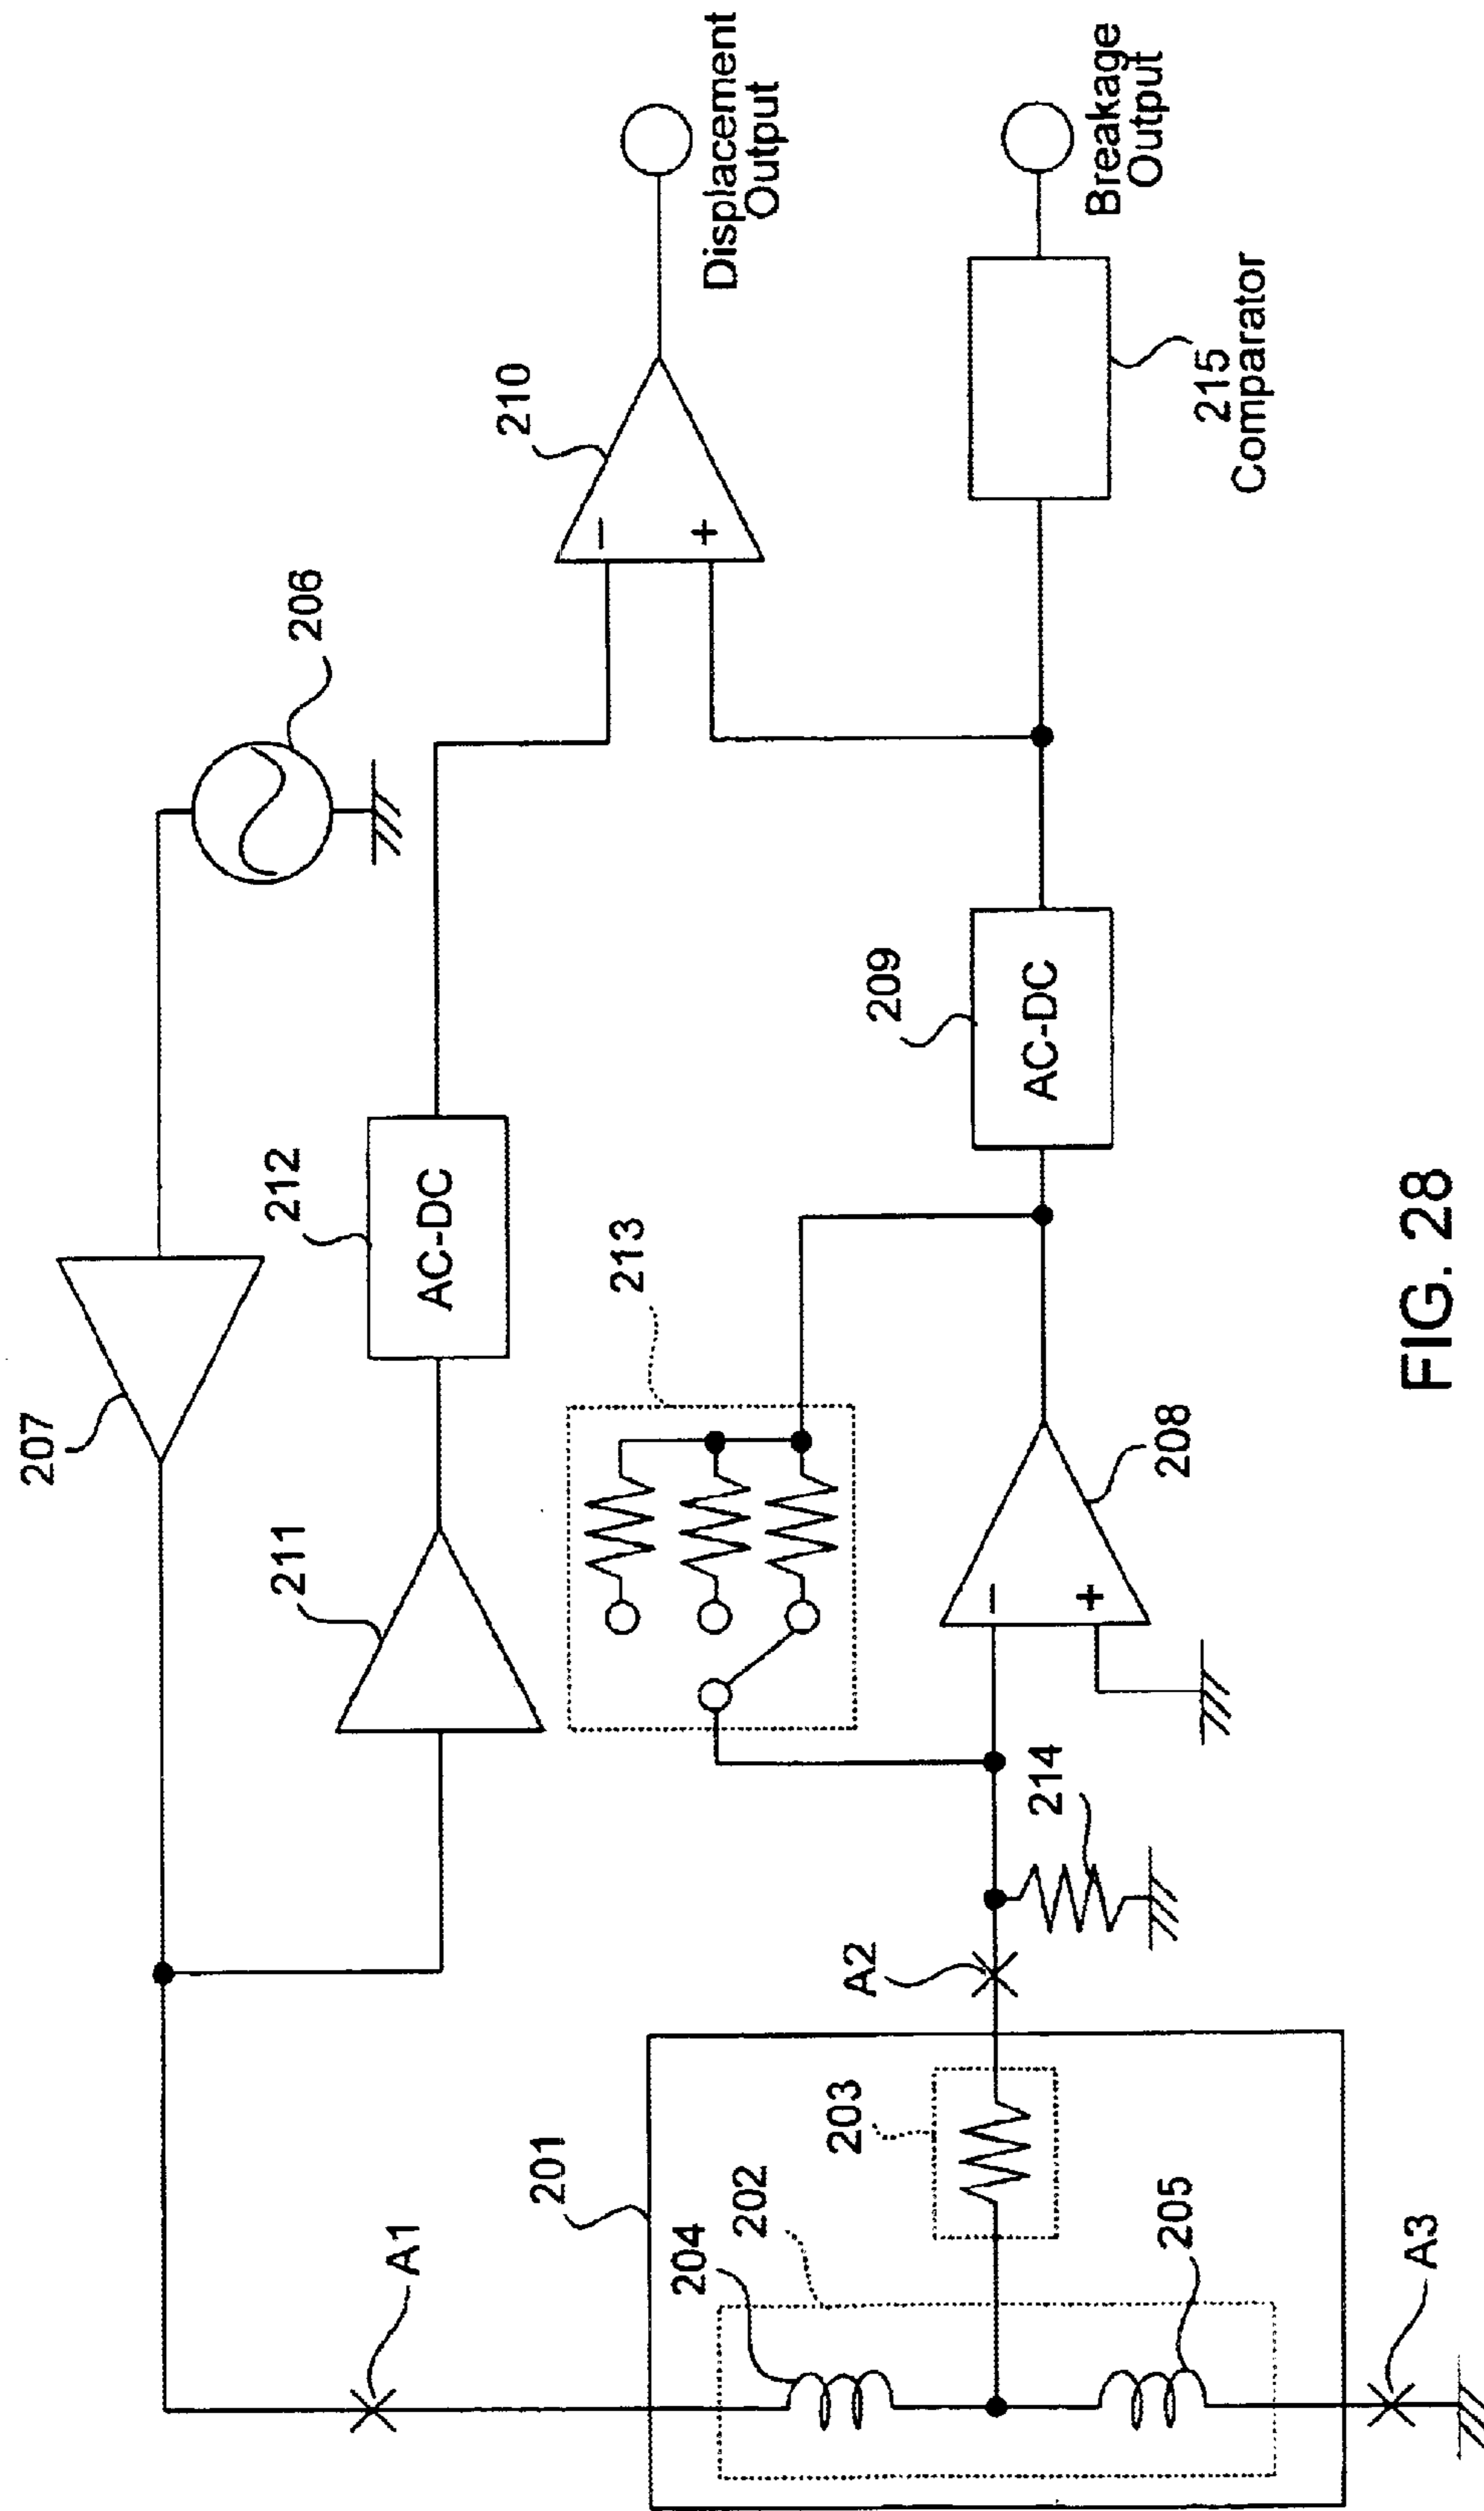 206
207
210
Displacement
Output
212
AC-DC
211
213
209
AC-DC
Breakage
Output
215
Comparator
−
+
−
+
208
214
A1
A2
201
203
202
204
205
A3
FIG. 28